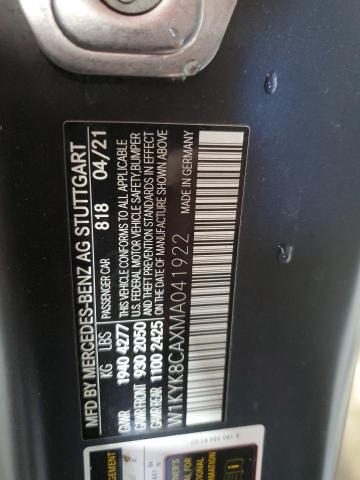 MFD BY MERCEDES-BENZ AG STUTTGART
PASSENGER CAR 818 04/21
KG LBS
GVWR 1940 4277
GAWR FRONT 930 2050
GAWR REAR 1100 2425
THIS VEHICLE CONFORMS TO ALL APPLICABLE
U.S. FEDERAL MOTOR VEHICLE SAFETY, BUMPER
AND THEFT PREVENTION STANDARDS IN EFFECT
ON THE DATE OF MANUFACTURE SHOWN ABOVE
W1KYK8CAXMA041922
MADE IN GERMANY